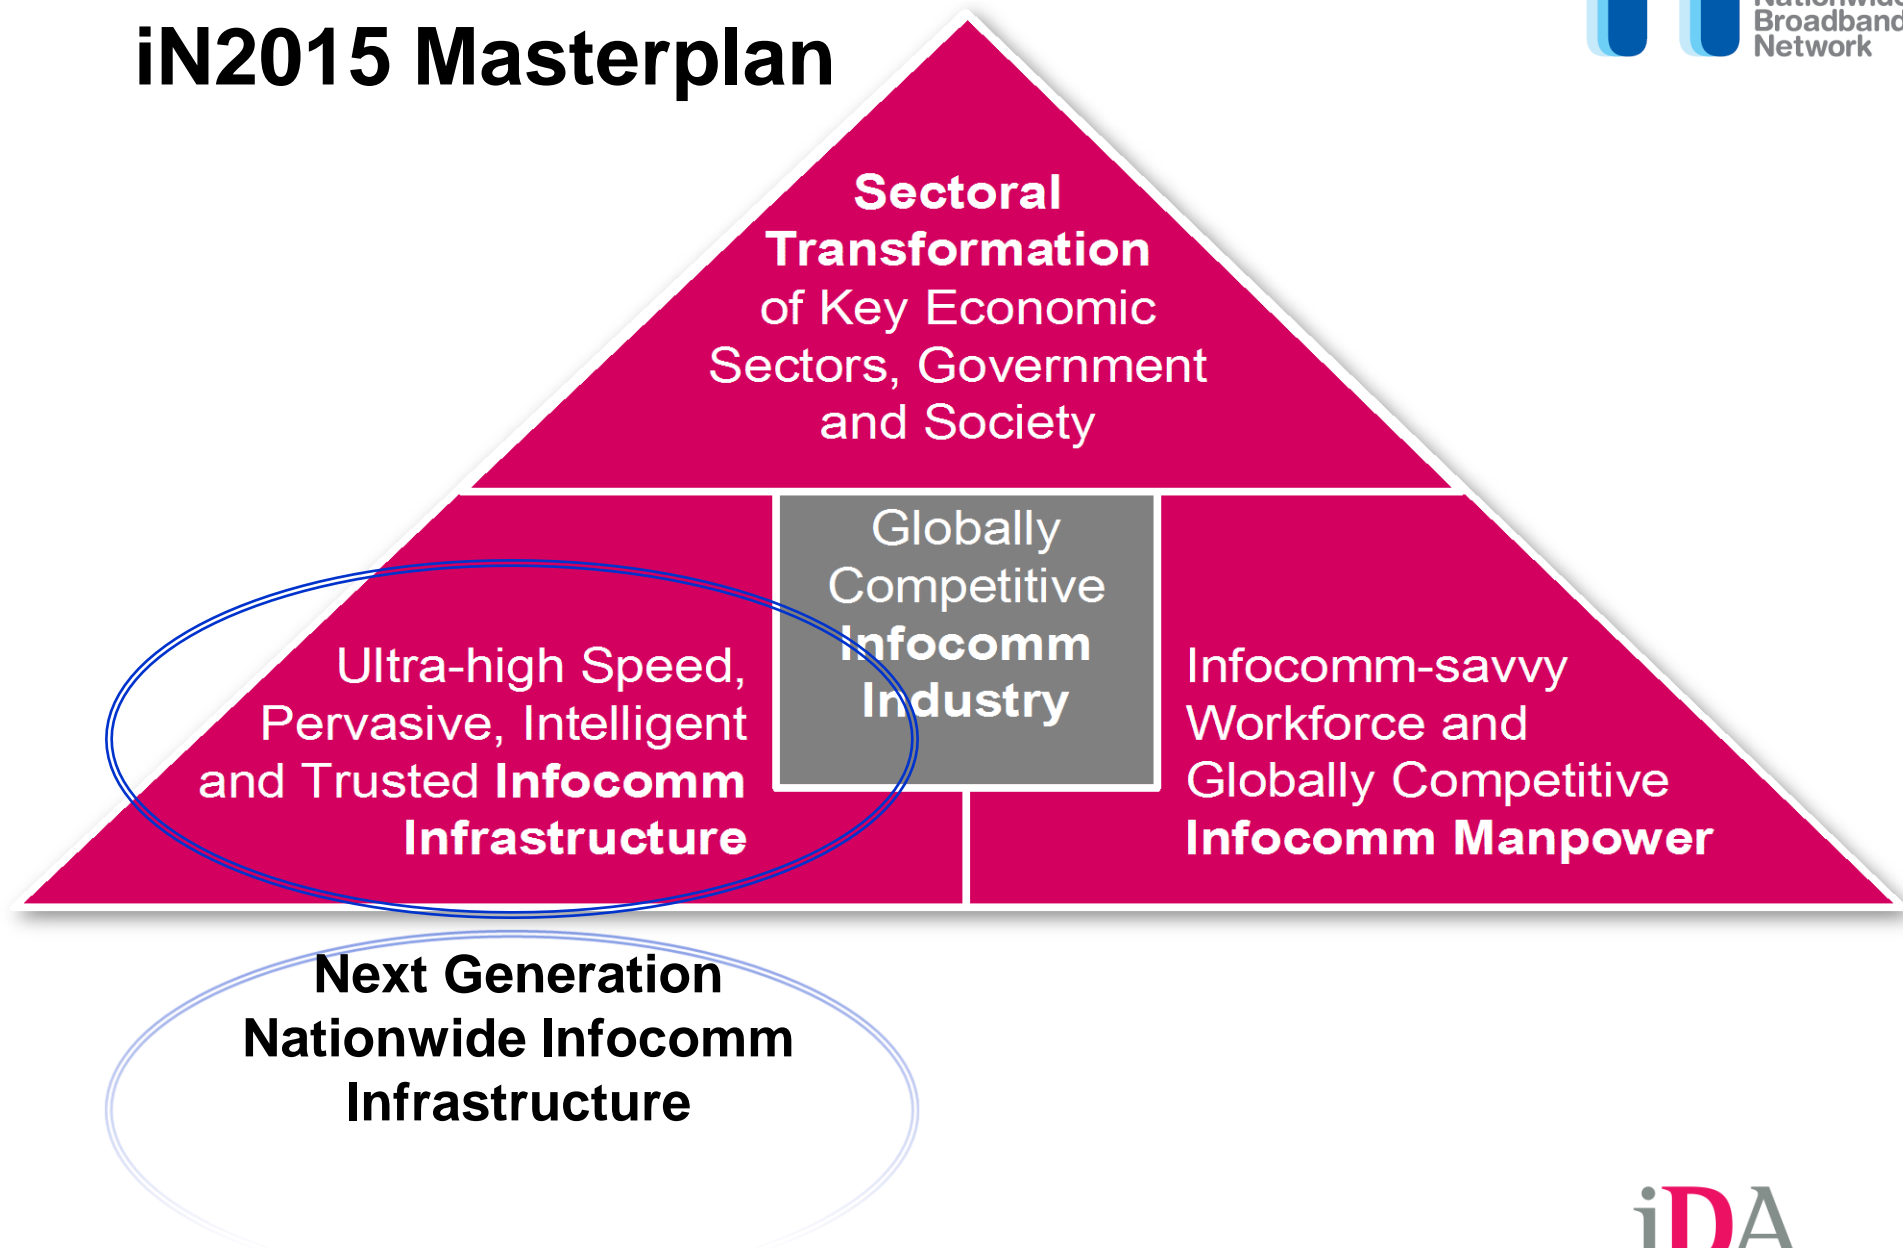 iN2015 Masterplan
Nationwide
Broadband
Network
Sectoral
Transformation
of Key Economic
Sectors, Government
and Society
Globally
Competitive
Infocomm
Industry
Ultra-high Speed,
Pervasive, Intelligent
and Trusted Infocomm
Infrastructure
Infocomm-savvy
Workforce and
Globally Competitive
Infocomm Manpower
Next Generation
Nationwide Infocomm
Infrastructure
iDA